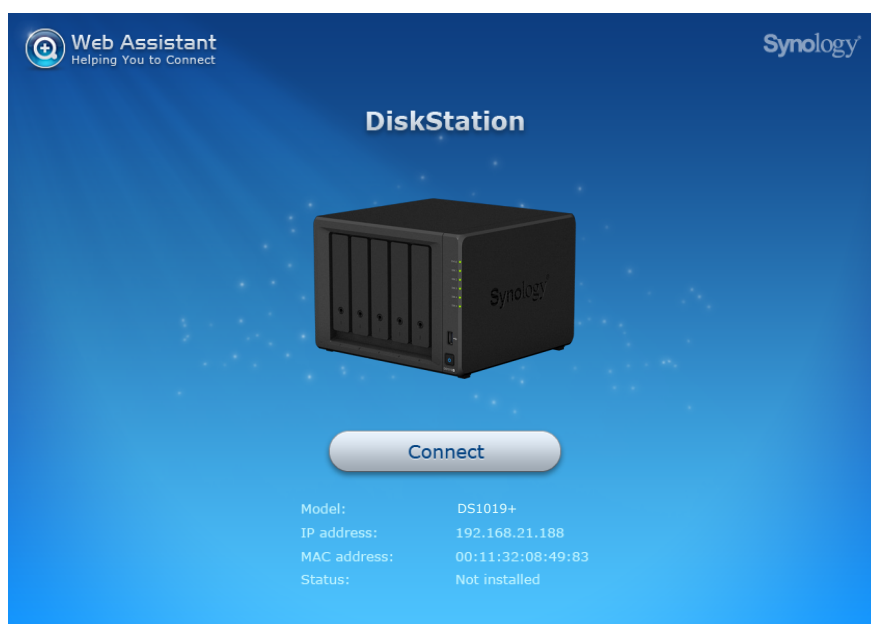 Web Assistant
Helping You to Connect
Synology
DiskStation
Synology
Connect
Model: DS1019+
IP address: 192.168.21.188
MAC address: 00:11:32:08:49:83
Status: Not installed